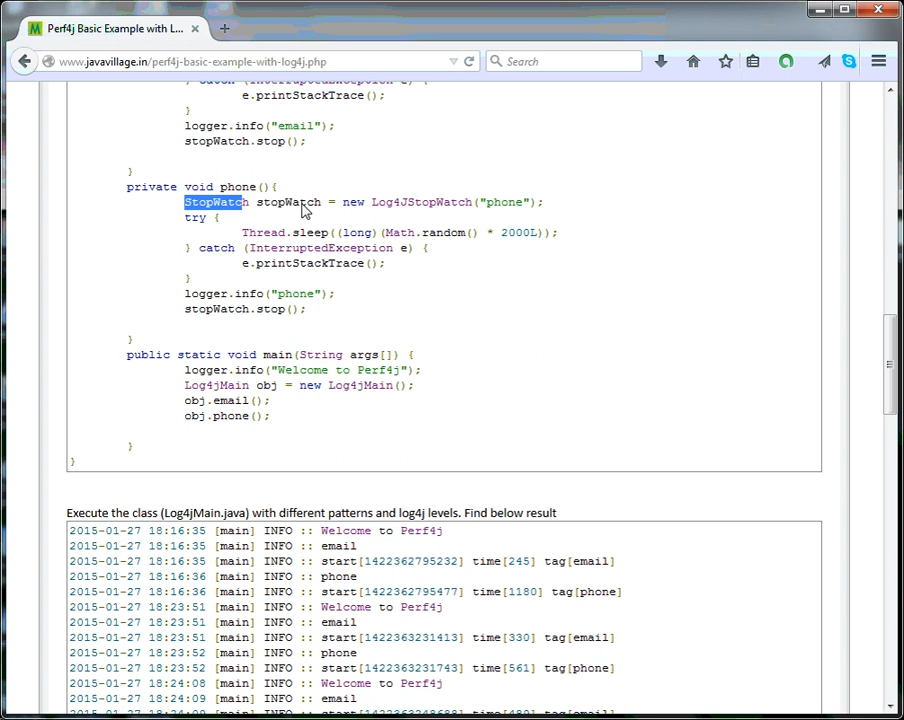 Perf4j Basic Example with L...
www.javavillage.in/perf4j-basic-example-with-log4j.php
Search
} catch (InterruptedException e) {
e.printStackTrace();
}
logger.info("email");
stopWatch.stop();
}
private void phone(){
StopWatch stopWatch = new Log4JStopWatch("phone");
try {
Thread.sleep((long)(Math.random() * 2000L));
} catch (InterruptedException e) {
e.printStackTrace();
}
logger.info("phone");
stopWatch.stop();
}
public static void main(String args[]) {
logger.info("Welcome to Perf4j");
Log4jMain obj = new Log4jMain();
obj.email();
obj.phone();
}
}
Execute the class (Log4jMain.java) with different patterns and log4j levels. Find below result
2015-01-27 18:16:35 [main] INFO :: Welcome to Perf4j
2015-01-27 18:16:35 [main] INFO :: email
2015-01-27 18:16:35 [main] INFO :: start[1422362795232] time[245] tag[email]
2015-01-27 18:16:36 [main] INFO :: phone
2015-01-27 18:16:36 [main] INFO :: start[1422362795477] time[1180] tag[phone]
2015-01-27 18:23:51 [main] INFO :: Welcome to Perf4j
2015-01-27 18:23:51 [main] INFO :: email
2015-01-27 18:23:51 [main] INFO :: start[1422363231413] time[330] tag[email]
2015-01-27 18:23:52 [main] INFO :: phone
2015-01-27 18:23:52 [main] INFO :: start[1422363231743] time[561] tag[phone]
2015-01-27 18:24:08 [main] INFO :: Welcome to Perf4j
2015-01-27 18:24:09 [main] INFO :: email